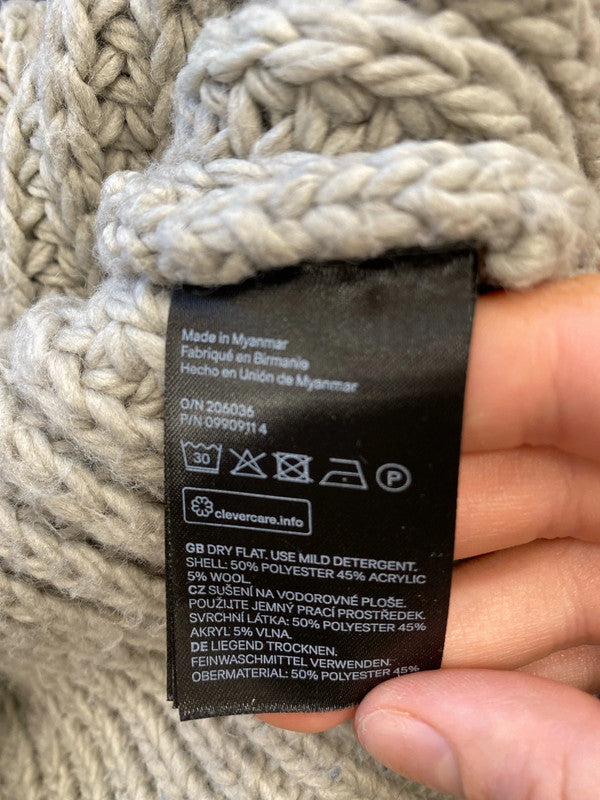 Made in Myanmar
Fabriqué en Birmanie
Hecho en Unión de Myanmar
O/N 206036
P/N 0990911 4
30
P
clevercare.info
GB DRY FLAT. USE MILD DETERGENT.
SHELL: 50% POLYESTER 45% ACRYLIC
5% WOOL.
CZ SUŠENÍ NA VODOROVNÉ PLOŠE.
POUŽIJTE JEMNÝ PRACÍ PROSTŘEDEK.
SVRCHNÍ LÁTKA: 50% POLYESTER 45%
AKRYL 5% VLNA.
DE LIEGEND TROCKNEN.
FEINWASCHMITTEL VERWENDEN.
OBERMATERIAL: 50% POLYESTER 45%